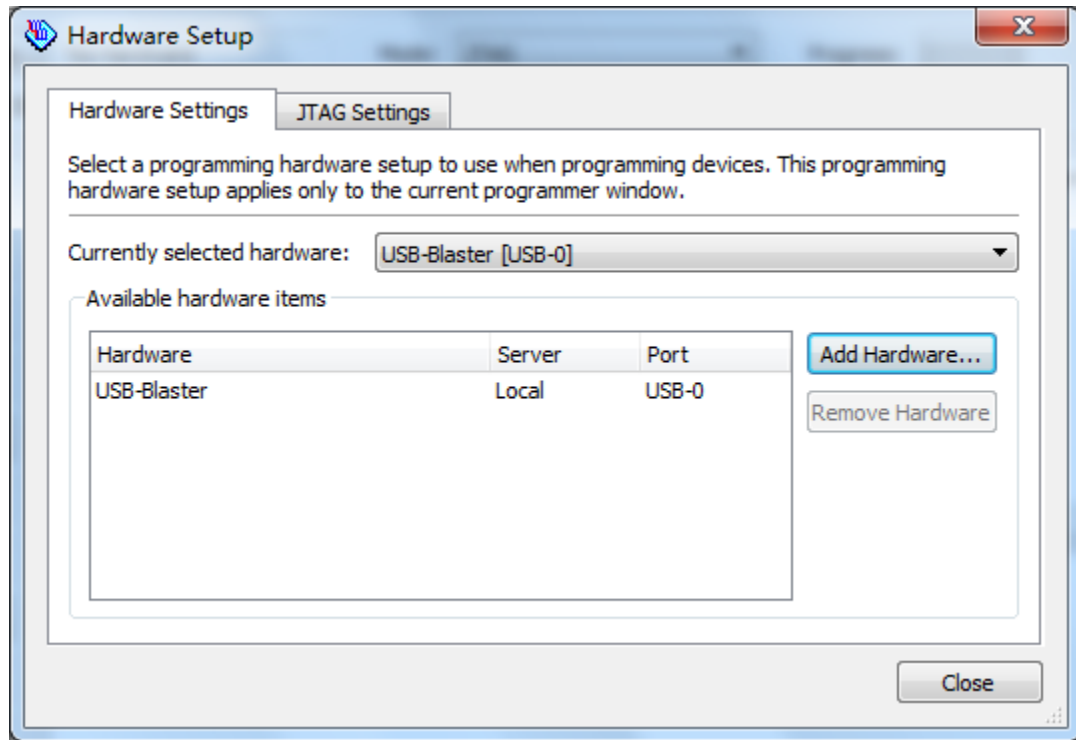 Hardware Setup
Hardware Settings
JTAG Settings
Select a programming hardware setup to use when programming devices. This programming
hardware setup applies only to the current programmer window.
Currently selected hardware:
USB-Blaster [USB-0]
Available hardware items
Hardware Server Port
USB-Blaster Local USB-0
Add Hardware...
Remove Hardware
Close